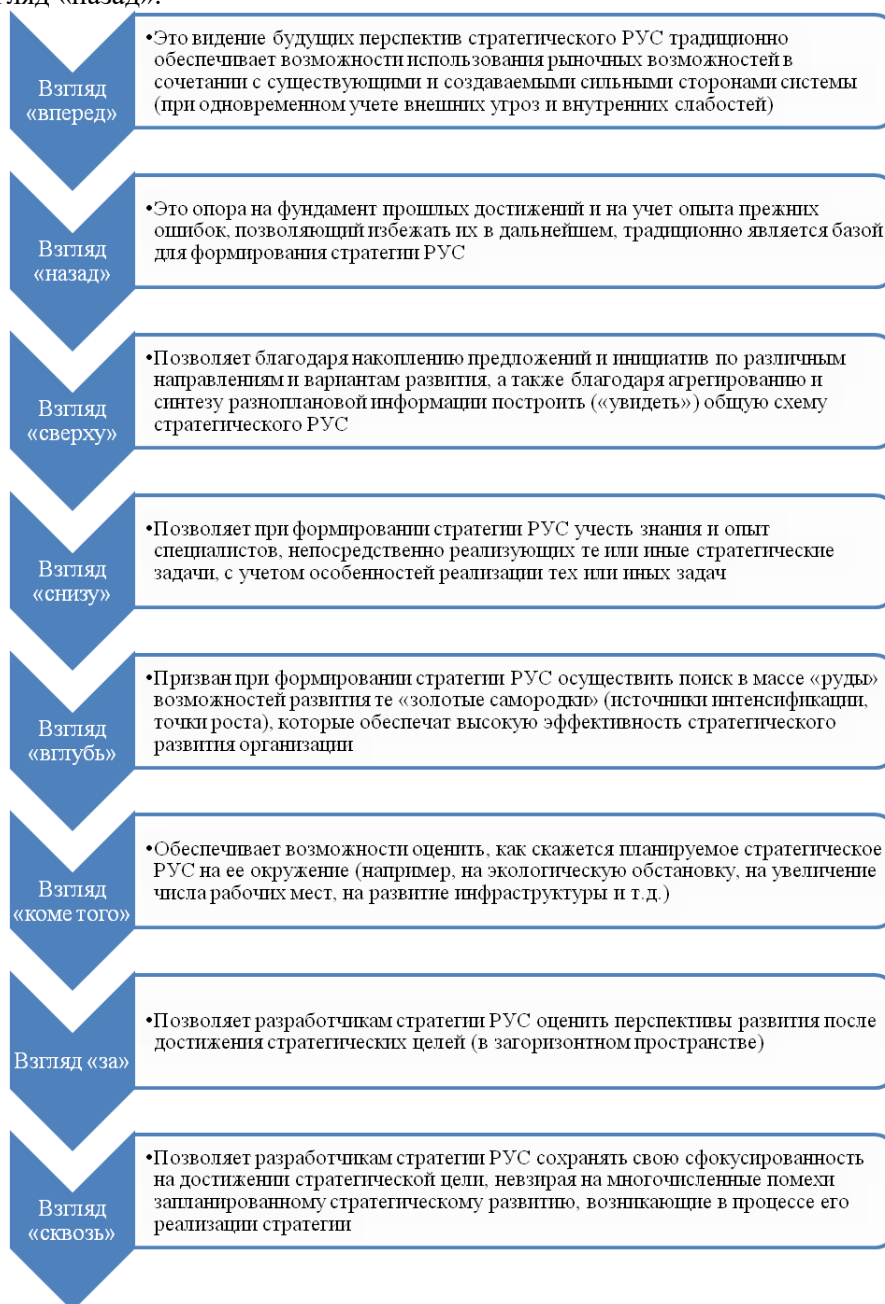 «назад».
Взгляд
«вперед»
•Это видение будущих перспектив стратегического РУС традиционно
обеспечивает возможности использования рыночных возможностей в
сочетании с существующими и создаваемыми сильными сторонами системы
(при одновременном учете внешних угроз и внутренних слабостей)
Взгляд
«назад»
•Это опора на фундамент прошлых достижений и на учет опыта прежних
ошибок, позволяющий избежать их в дальнейшем, традиционно является базой
для формирования стратегии РУС
Взгляд
«сверху»
•Позволяет благодаря накоплению предложений и инициатив по различным
направлениям и вариантам развития, а также благодаря агрегированию и
синтезу разноплановой информации построить («увидеть») общую схему
стратегического РУС
Взгляд
«снизу»
•Позволяет при формировании стратегии РУС учесть знания и опыт
специалистов, непосредственно реализующих те или иные стратегические
задачи, с учетом особенностей реализации тех или иных задач
Взгляд
«вглубь»
•Призван при формировании стратегии РУС осуществить поиск в массе «руды»
возможностей развития те «золотые самородки» (источники интенсификации,
точки роста), которые обеспечат высокую эффективность стратегического
развития организации
Взгляд
«коме того»
•Обеспечивает возможности оценить, как скажется планируемое стратегическое
РУС на ее окружение (например, на экологическую обстановку, на увеличение
числа рабочих мест, на развитие инфраструктуры и т.д.)
Взгляд «за»
•Позволяет разработчикам стратегии РУС оценить перспективы развития после
достижения стратегических целей (в загоризонтном пространстве)
Взгляд
«сквозь»
•Позволяет разработчикам стратегии РУС сохранять свою сфокусированность
на достижении стратегической цели, невзирая на многочисленные помехи
запланированному стратегическому развитию, возникающие в процессе его
реализации стратегии